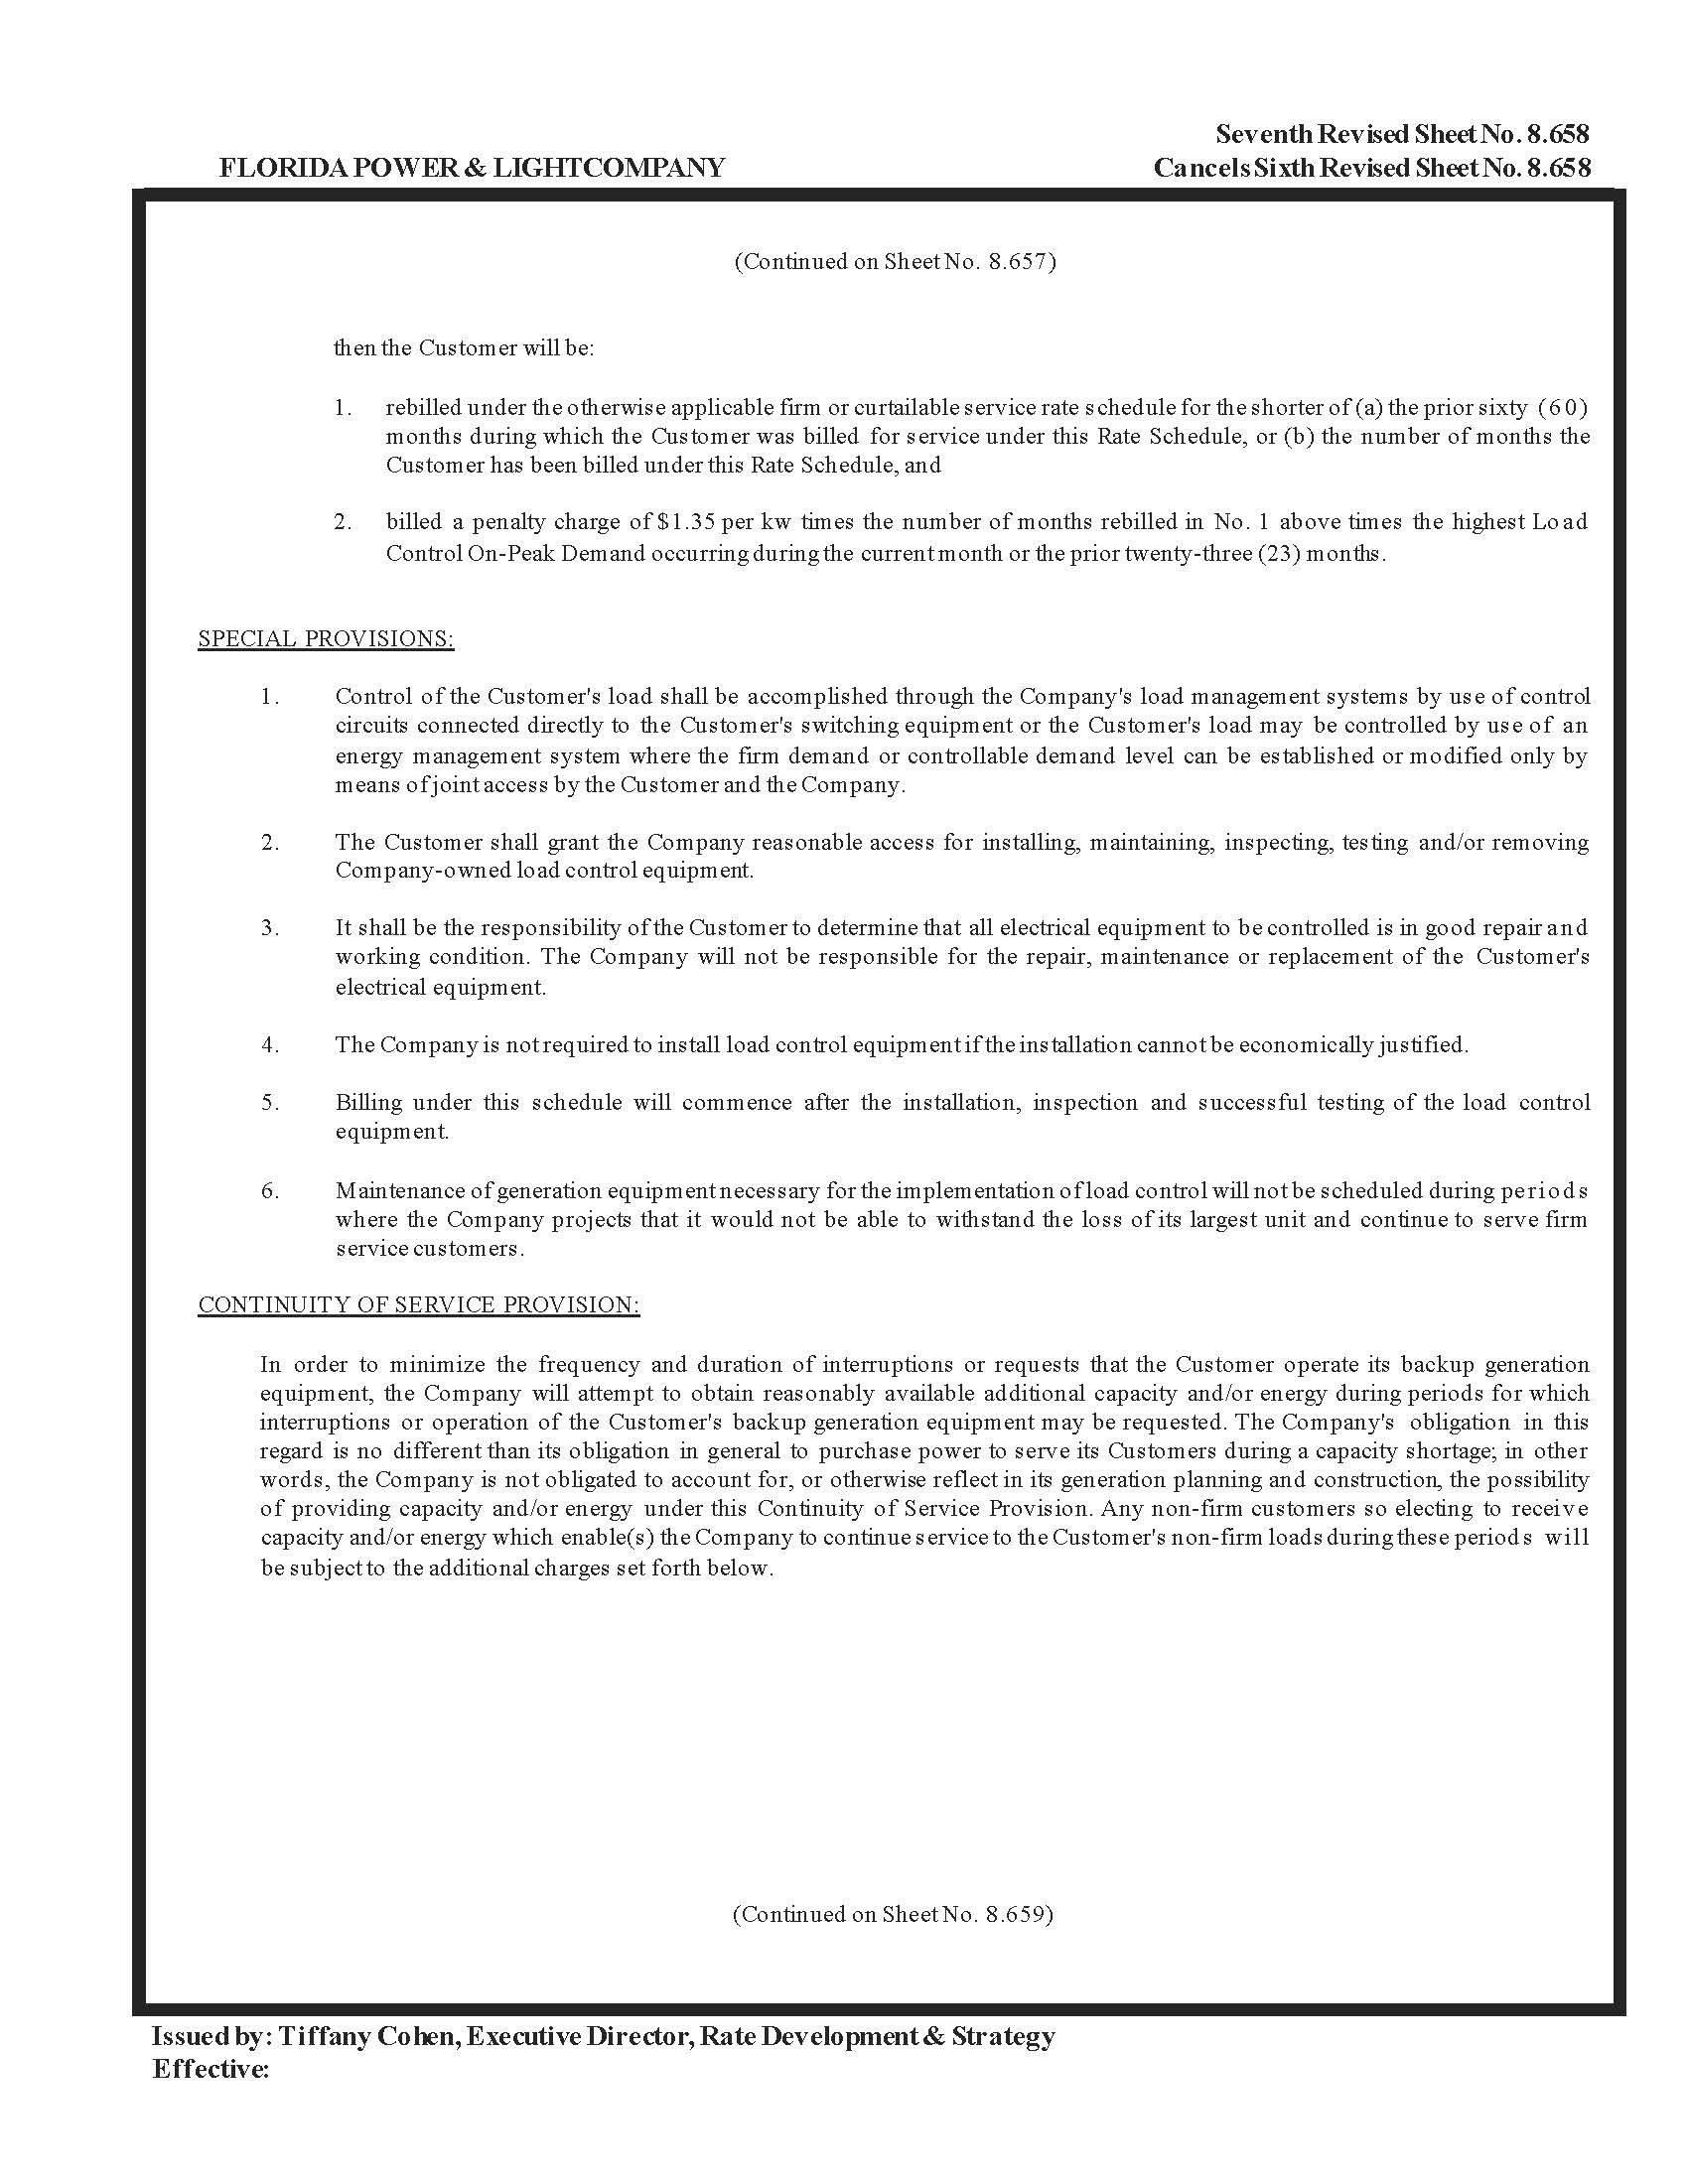 Seventh Revised Sheet No. 8.658
FLORIDA POWER & LIGHT COMPANY Cancels Sixth Revised Sheet No. 8.658
(Continued on Sheet No. 8.657)
then the Customer will be:
1. rebilled under the otherwise applicable firm or curtailable service rate schedule for the shorter of (a) the prior sixty (60)
months during which the Customer was billed for service under this Rate Schedule, or (b) the number of months the
Customer has been billed under this Rate Schedule, and
2. billed a penalty charge of $1.35 per kw times the number of months rebilled in No. 1 above times the highest Load
Control On-Peak Demand occurring during the current month or the prior twenty-three (23) months.
SPECIAL PROVISIONS:
1. Control of the Customer's load shall be accomplished through the Company's load management systems by use of control
circuits connected directly to the Customer's switching equipment or the Customer's load may be controlled by use of an
energy management system where the firm demand or controllable demand level can be established or modified only by
means of joint access by the Customer and the Company.
2. The Customer shall grant the Company reasonable access for installing, maintaining, inspecting, testing and/or removing
Company-owned load control equipment.
3. It shall be the responsibility of the Customer to determine that all electrical equipment to be controlled is in good repair and
working condition. The Company will not be responsible for the repair, maintenance or replacement of the Customer's
electrical equipment.
4. The Company is not required to install load control equipment if the installation cannot be economically justified.
5. Billing under this schedule will commence after the installation, inspection and successful testing of the load control
equipment.
6. Maintenance of generation equipment necessary for the implementation of load control will not be scheduled during periods
where the Company projects that it would not be able to withstand the loss of its largest unit and continue to serve firm
service customers.
CONTINUITY OF SERVICE PROVISION:
In order to minimize the frequency and duration of interruptions or requests that the Customer operate its backup generation
equipment, the Company will attempt to obtain reasonably available additional capacity and/or energy during periods for which
interruptions or operation of the Customer's backup generation equipment may be requested. The Company's obligation in this
regard is no different than its obligation in general to purchase power to serve its Customers during a capacity shortage; in other
words, the Company is not obligated to account for, or otherwise reflect in its generation planning and construction, the possibility
of providing capacity and/or energy under this Continuity of Service Provision. Any non-firm customers so electing to receive
capacity and/or energy which enable(s) the Company to continue service to the Customer's non-firm loads during these periods will
be subject to the additional charges set forth below.
(Continued on Sheet No. 8.659)
Issued by: Tiffany Cohen, Executive Director, Rate Development & Strategy
Effective: